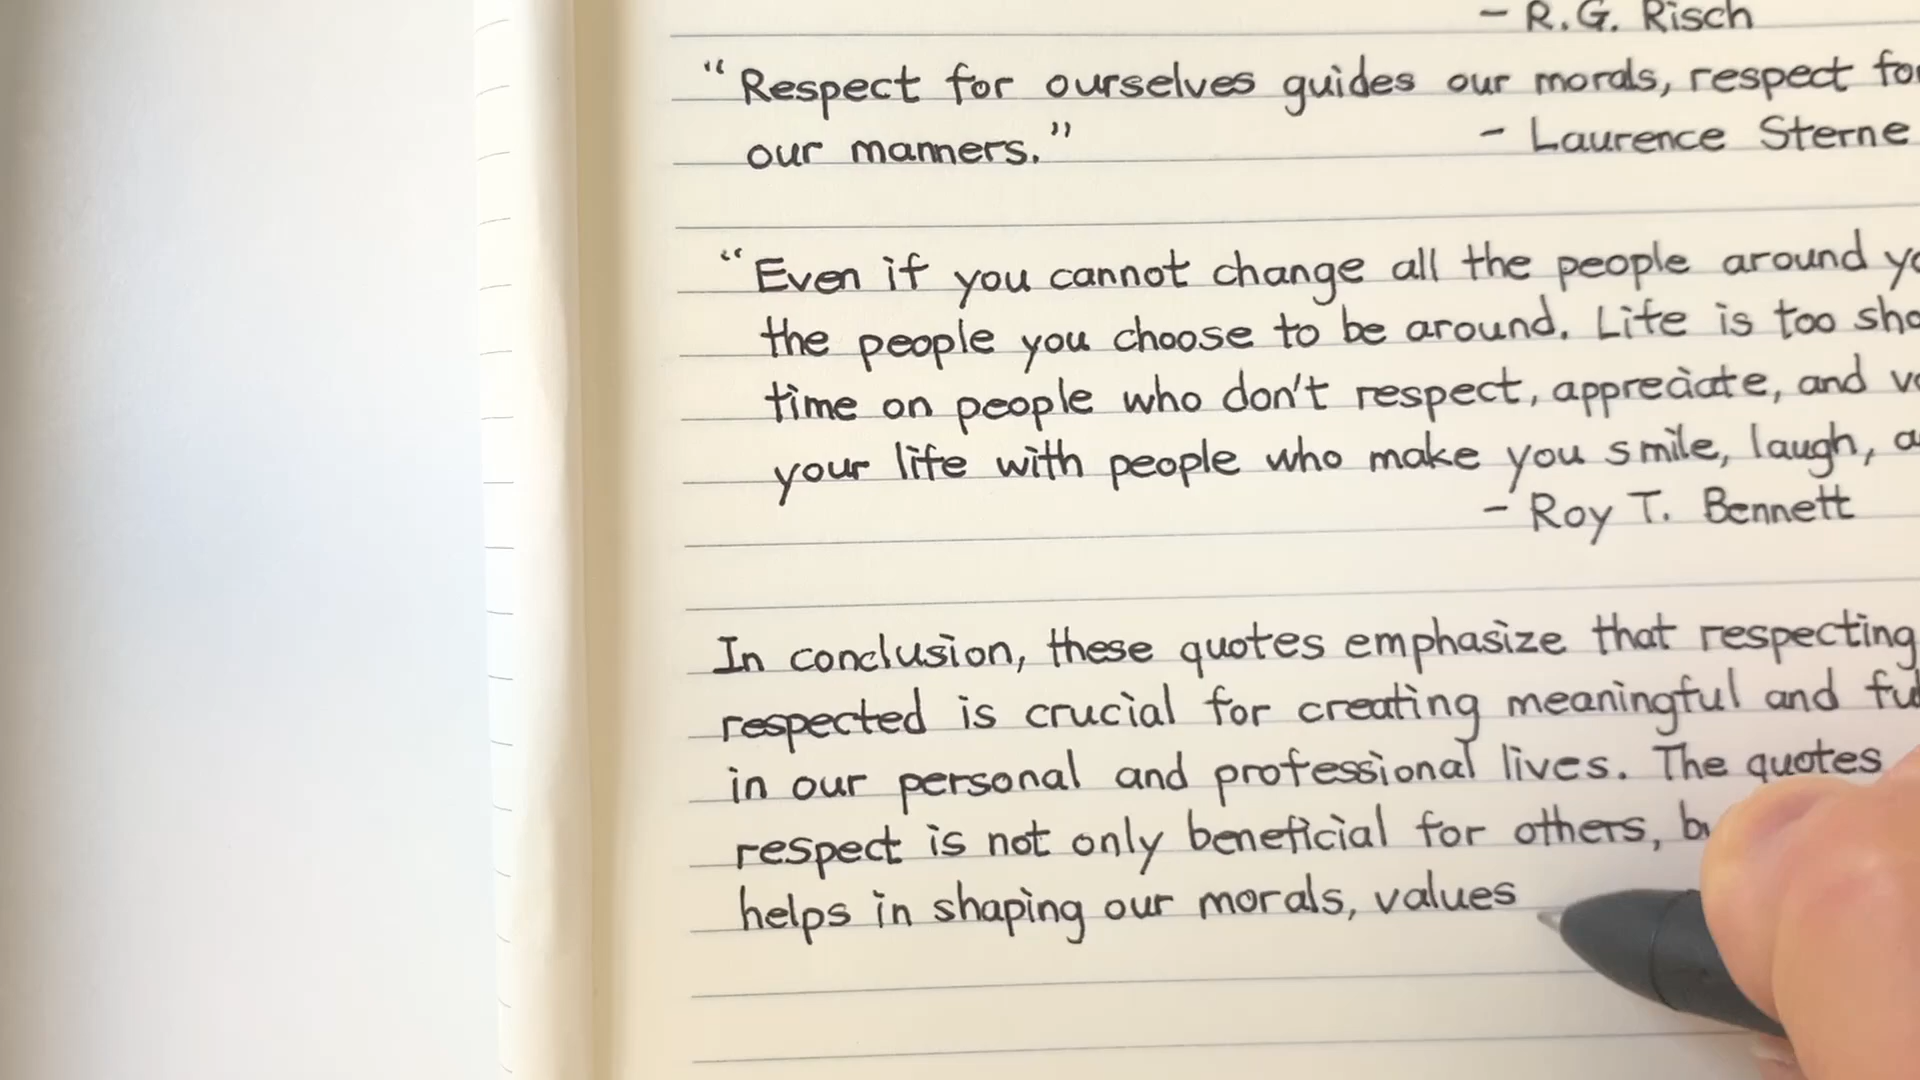 - R.G. Risch
"Respect for ourselves guides our morals, respect for
our manners."
- Laurence Sterne
"Even if you cannot change all the people around
the people you choose to be around. Life is too
time on people who don't respect, appreciate, and
your life with people who make you smile, laugh,
- Roy T. Bennett
In conclusion, these quotes emphasize that respecting
respected is crucial for creating meaningful and
in our personal and professional lives. The quotes
respect is not only beneficial for others,
helps in shaping our morals, values